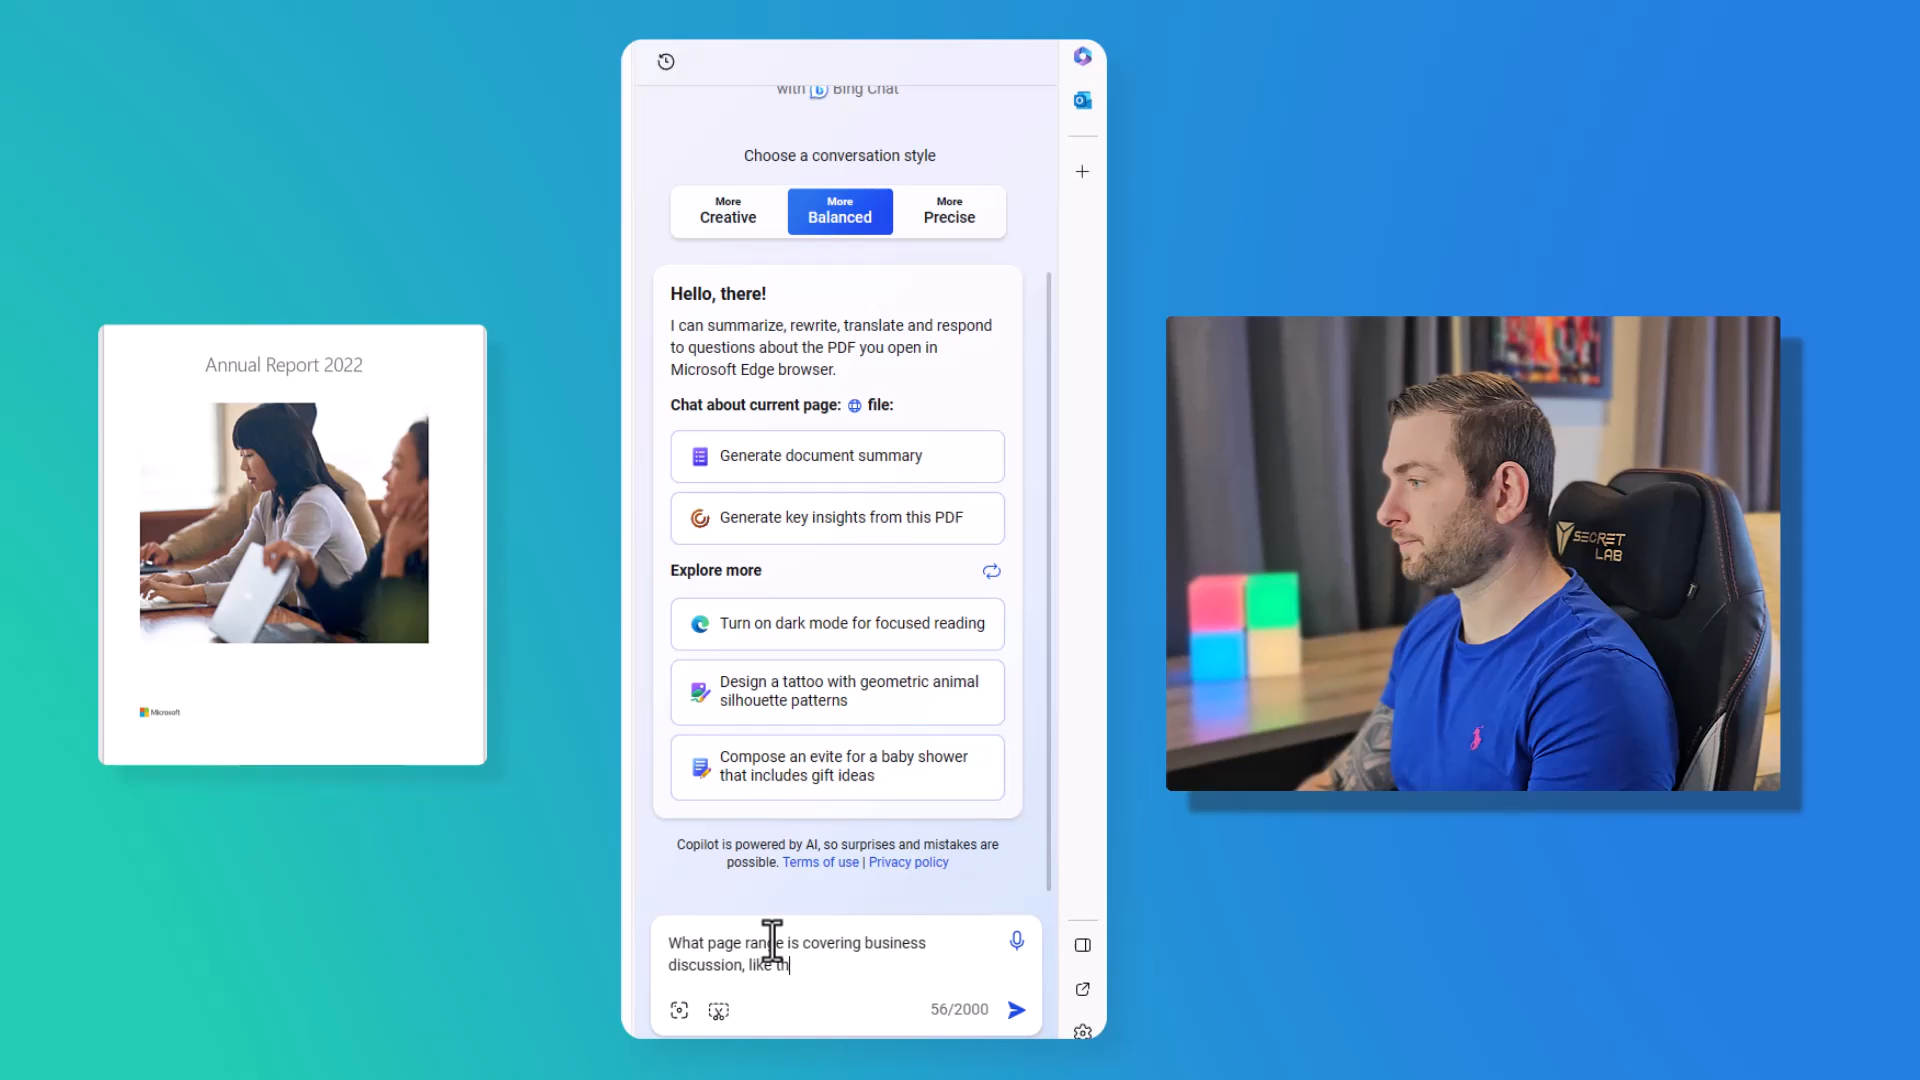 Annual Report 2022
Microsoft
with Bing Chat
Choose a conversation style
More
Creative
More
Balanced
More
Precise
Hello, there!
I can summarize, rewrite, translate and respond
to questions about the PDF you open in
Microsoft Edge browser.
Chat about current page: file:
Generate document summary
Generate key insights from this PDF
Explore more
Turn on dark mode for focused reading
Design a tattoo with geometric animal
silhouette patterns
Compose an evite for a baby shower
that includes gift ideas
Copilot is powered by AI, so surprises and mistakes are
possible. Terms of use | Privacy policy
What page range is covering business
discussion, like th
56/2000
SECRET
LAB